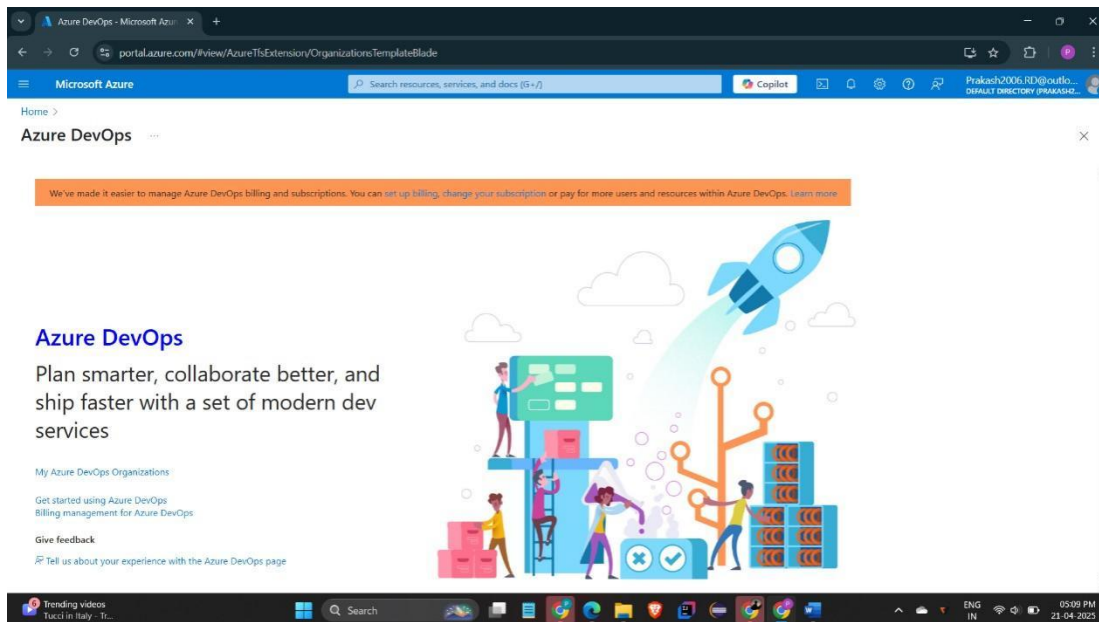 Azure DevOps - Microsoft Azur
portal.azure.com/#view/AzureTfsExtension/OrganizationsTemplateBlade
Microsoft Azure
Search resources, services, and docs (G+/)
Copilot
Prakash2006.RD@outlo...
DEFAULT DIRECTORY (PRAKASH2...
Home >
Azure DevOps ...
We've made it easier to manage Azure DevOps billing and subscriptions. You can set up billing, change your subscription or pay for more users and resources within Azure DevOps. Learn more
Azure DevOps
Plan smarter, collaborate better, and
ship faster with a set of modern dev
services
My Azure DevOps Organizations
Get started using Azure DevOps
Billing management for Azure DevOps
Give feedback
Tell us about your experience with the Azure DevOps page
6
Trending videos
Tucci in Italy - Tr...
Search
ENG
IN
05:09 PM
21-04-2025